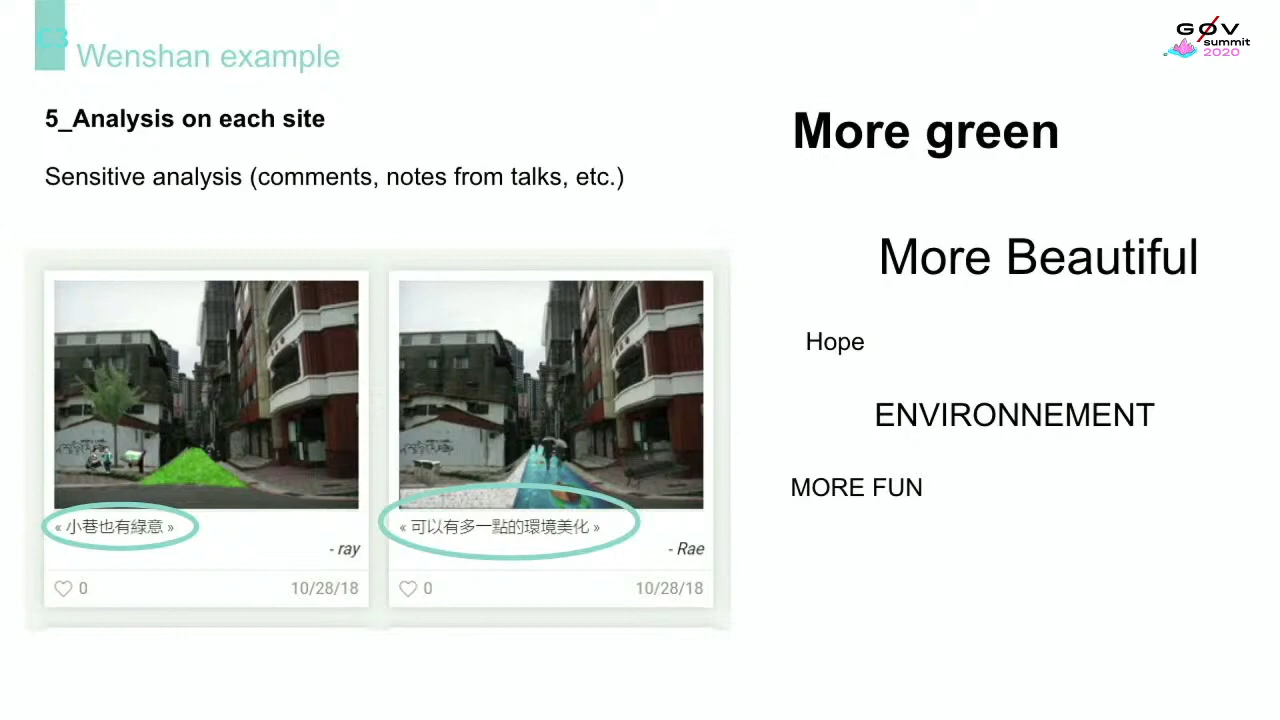 C3
Wenshan example
GØV
summit
2020
5_Analysis on each site
Sensitive analysis (comments, notes from talks, etc.)
« 小巷也有綠意 »
- ray
0
10/28/18
« 可以有多一點的環境美化 »
- Rae
0
10/28/18
More green
More Beautiful
Hope
ENVIRONNEMENT
MORE FUN